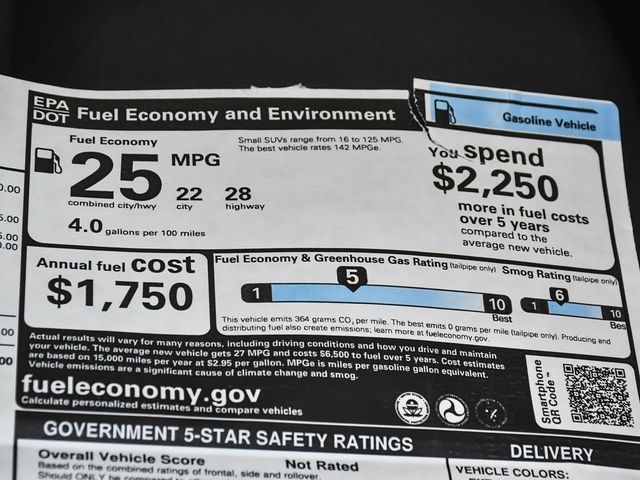 EPA
DOT
Fuel Economy and Environment
Gasoline Vehicle
Fuel Economy
25 MPG
combined city/hwy
22
city
28
highway
4.0 gallons per 100 miles
Small SUVs range from 16 to 125 MPG.
The best vehicle rates 142 MPGe.
You spend
$2,250
more in fuel costs
over 5 years
compared to the
average new vehicle.
Annual fuel cost
$1,750
Fuel Economy & Greenhouse Gas Rating (tailpipe only)
1
5
10
Best
Smog Rating (tailpipe only)
1
6
10
Best
This vehicle emits 364 grams CO2 per mile. The best emits 0 grams per mile (tailpipe only). Producing and
distributing fuel also create emissions; learn more at fueleconomy.gov.
Actual results will vary for many reasons, including driving conditions and how you drive and maintain
your vehicle. The average new vehicle gets 27 MPG and costs $6,500 to fuel over 5 years. Cost estimates
are based on 15,000 miles per year at $2.95 per gallon. MPGe is miles per gasoline gallon equivalent.
Vehicle emissions are a significant cause of climate change and smog.
fueleconomy.gov
Calculate personalized estimates and compare vehicles
Smartphone
QR Code™
GOVERNMENT 5-STAR SAFETY RATINGS
Overall Vehicle Score
Not Rated
Based on the combined ratings of frontal, side and rollover.
Should ONLY be compared
DELIVERY
VEHICLE COLORS: